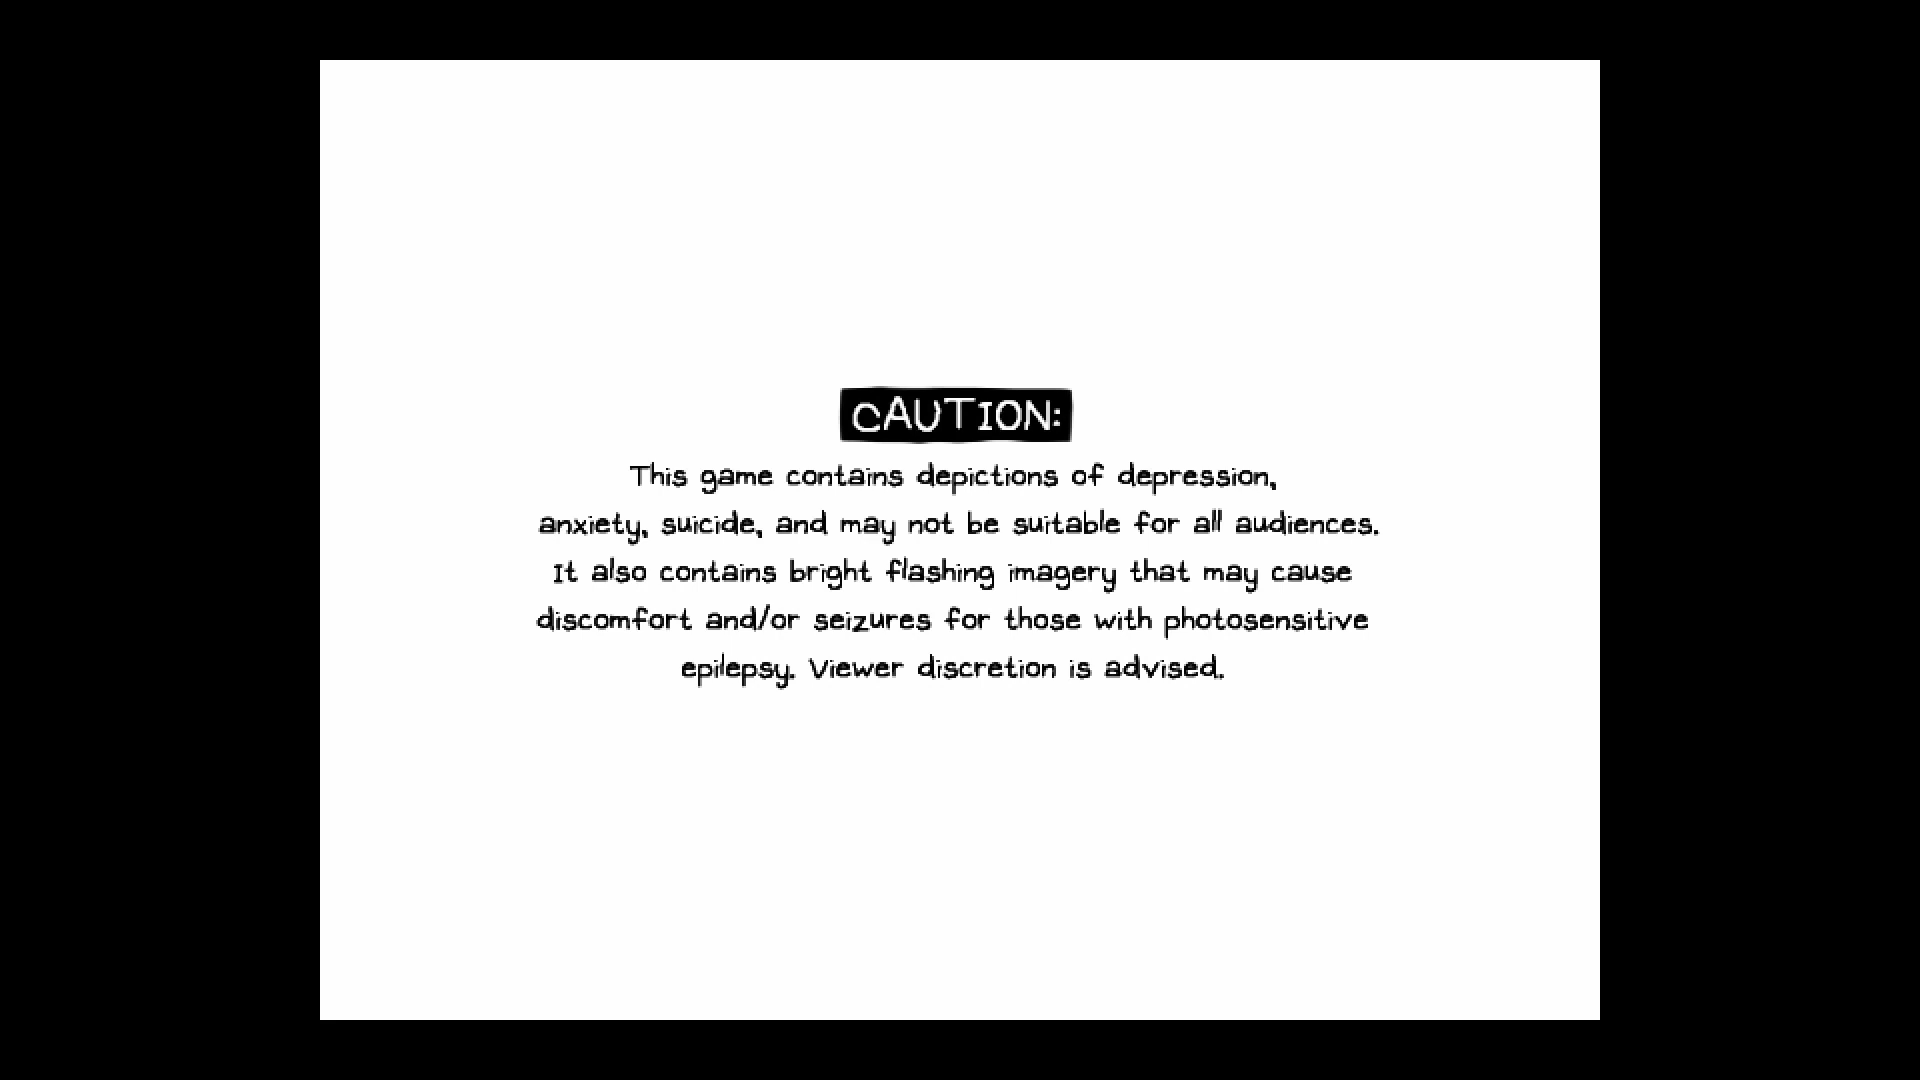 CAUTION:
This game contains depictions of depression,
anxiety, suicide, and may not be suitable for all audiences.
It also contains bright flashing imagery that may cause
discomfort and/or seizures for those with photosensitive
epilepsy. Viewer discretion is advised.